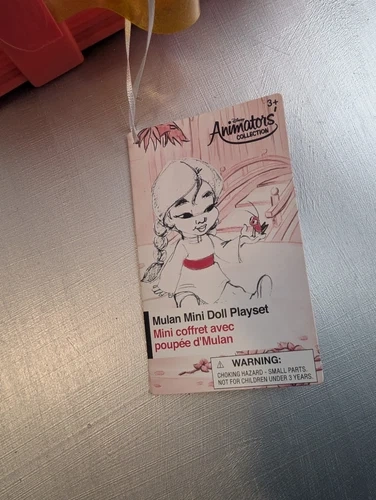 3+
Disney
Animators'
COLLECTION
Mulan Mini Doll Playset
Mini coffret avec
poupée d'Mulan
WARNING:
CHOKING HAZARD - SMALL PARTS.
NOT FOR CHILDREN UNDER 3 YEARS.